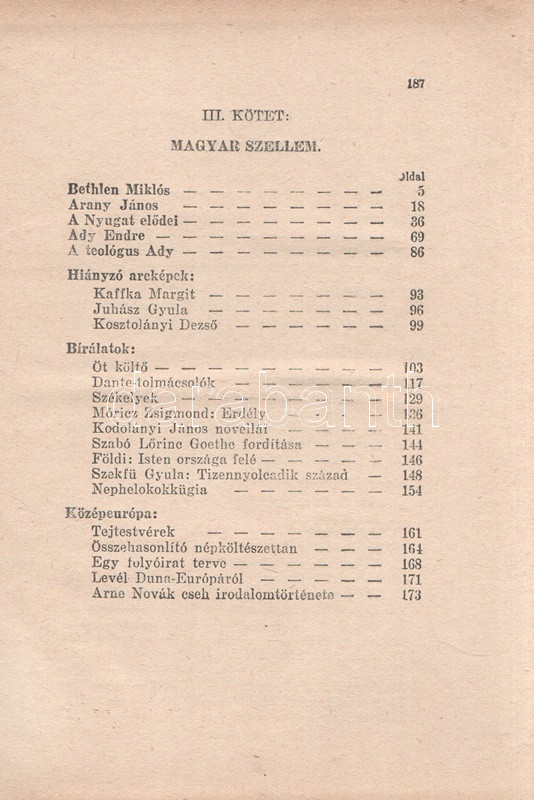 187
III. KÖTET:
MAGYAR SZELLEM.
Oldal
Bethlen Miklós — — — — — — — — 5
Arany János — — — — — — — — 18
A Nyugat elődei — — — — — — — — 36
Ady Endre — — — — — — — — — 69
A teológus Ady — — — — — — — — 86
Hiányzó arcképek:
Kaffka Margit — — — — — — — 93
Juhász Gyula — — — — — — — 96
Kosztolányi Dezső — — — — — — 99
Bírálatok:
Öt költő — — — — — — — — — 103
Dante-tolmácsolók — — — — — — 117
Székelyek — — — — — — — — 129
Móricz Zsigmond: Erdély — — — — 136
Kodolányi János novellái — — — — 141
Szabó Lőrinc Goethe fordítása — — — 144
Földi: Isten országa felé — — — — 146
Szekfü Gyula: Tizennyolcadik század — — 148
Nephelokokkügia — — — — — — 154
Középeurópa:
Tejtestvérek — — — — — — — 161
Összehasonlító népköltészettan — — — 164
Egy folyóirat terve — — — — — — 168
Levél Duna-Európáról — — — — — 171
Arne Novák cseh irodalomtörténete — — 173
darabanth